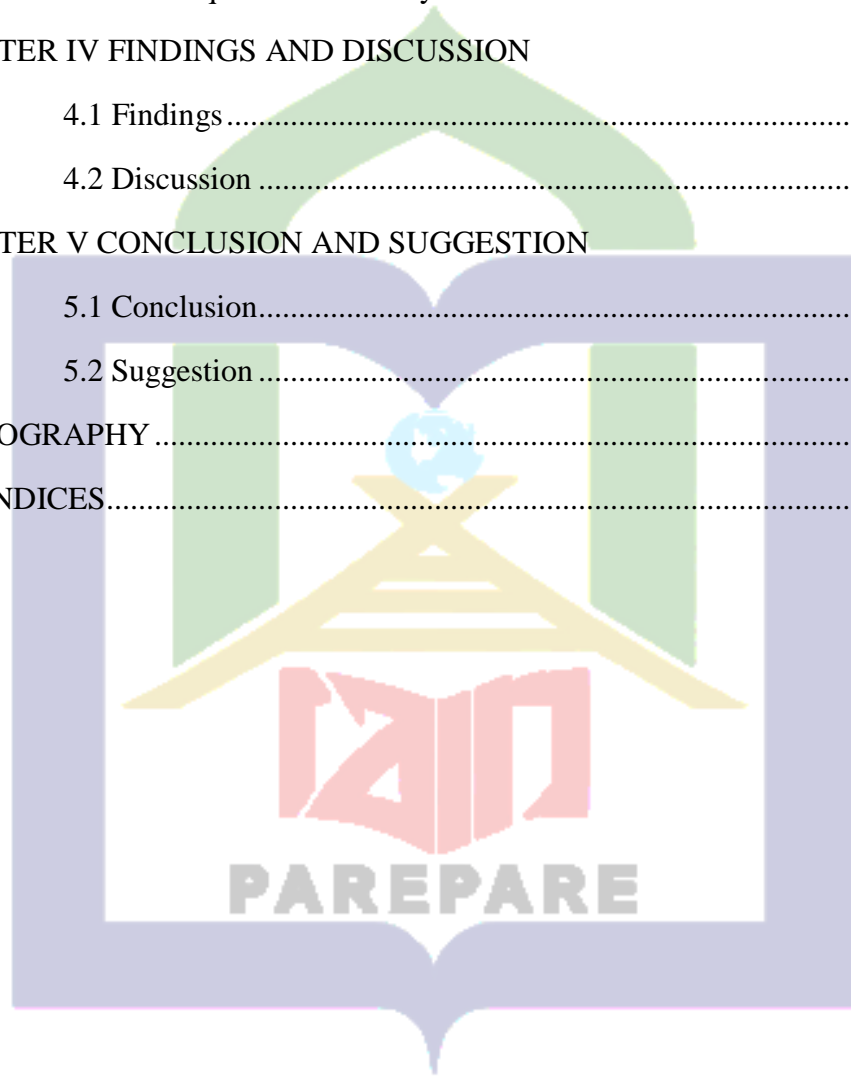 TER IV FINDINGS AND DISCUSSION
4.1 Findings...........................................................................
4.2 Discussion.......................................................................
TER V CONCLUSION AND SUGGESTION
5.1 Conclusion......................................................................
5.2 Suggestion.......................................................................
OGRAPHY.....................................................................................
NDICES...........................................................................................
iain
PAREPARE